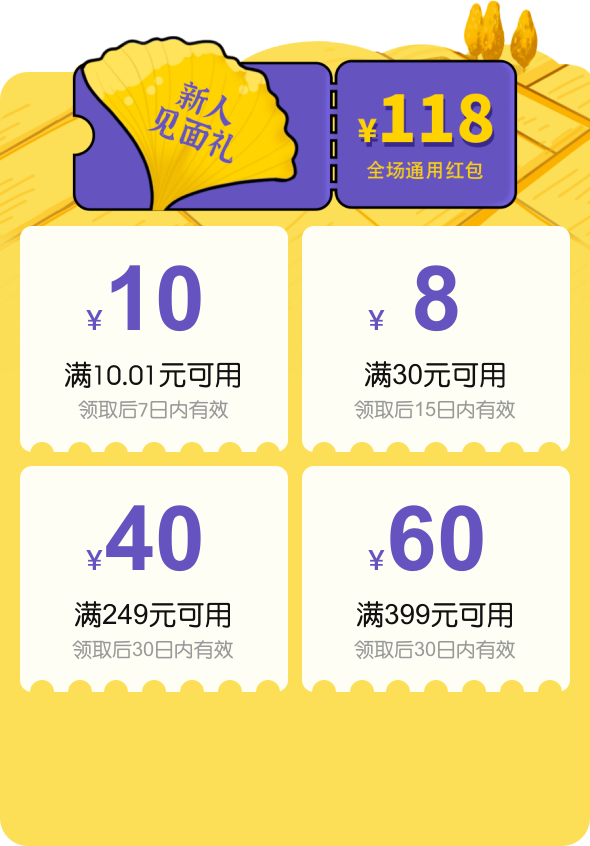 新人
见面礼
¥118
全场通用红包
¥10
满10.01元可用
领取后7日内有效
¥8
满30元可用
领取后15日内有效
¥40
满249元可用
领取后30日内有效
¥60
满399元可用
领取后30日内有效